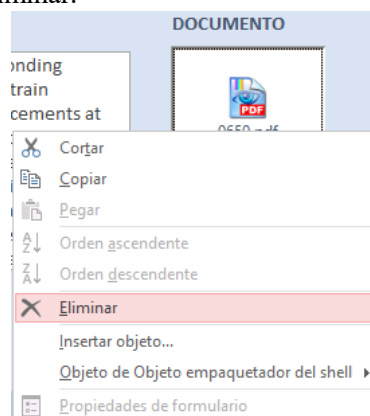 DOCUMENTO
onding
train
cements at
PDF
Cortar
Copiar
Pegar
Orden ascendente
Orden descendente
Eliminar
Insertar objeto...
Objeto de Objeto empaquetador del shell
Propiedades de formulario